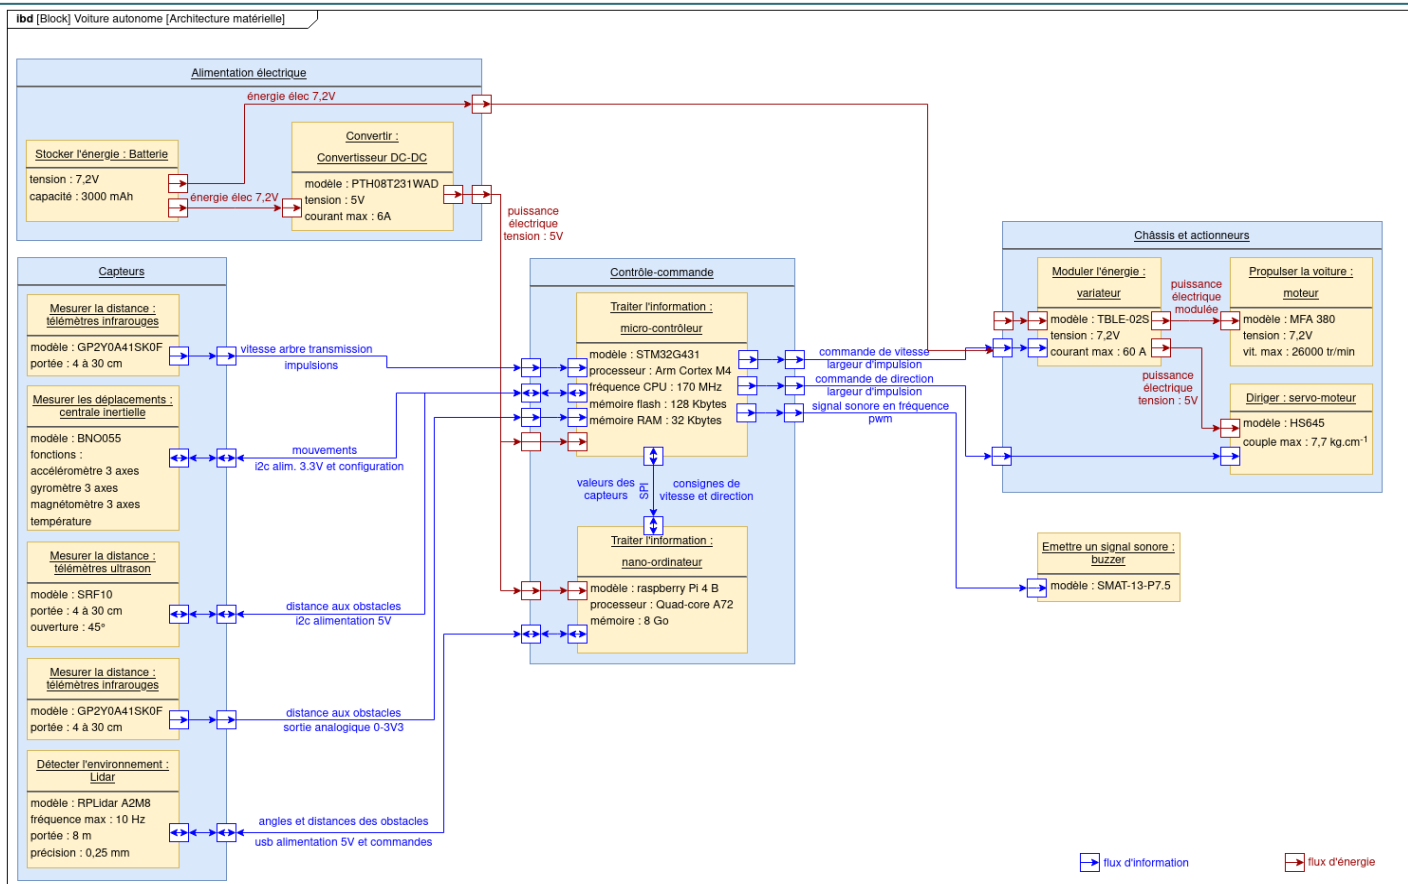 ibd [Block] Voiture autonome [Architecture matérielle]
Alimentation électrique
énergie élec 7,2V
Stocker l'énergie : Batterie
tension : 7,2V
capacité : 3000 mAh
énergie élec 7,2V
Convertir :
Convertisseur DC-DC
modèle : PTH08T231WAD
tension : 5V
courant max : 6A
puissance
électrique
tension : 5V
Capteurs
Mesurer la distance :
télémètres infrarouges
modèle : GP2Y0A41SK0F
portée : 4 à 30 cm
vitesse arbre transmission
impulsions
Mesurer les déplacements :
centrale inertielle
modèle : BNO055
fonctions :
accéléromètre 3 axes
gyromètre 3 axes
magnétomètre 3 axes
température
mouvements
i2c alim. 3.3V et configuration
Mesurer la distance :
télémètres ultrason
modèle : SRF10
portée : 4 à 30 cm
ouverture : 45°
distance aux obstacles
i2c alimentation 5V
Mesurer la distance :
télémètres infrarouges
modèle : GP2Y0A41SK0F
portée : 4 à 30 cm
distance aux obstacles
sortie analogique 0-3V3
Détecter l'environnement :
Lidar
modèle : RPLidar A2M8
fréquence max : 10 Hz
portée : 8 m
précision : 0,25 mm
angles et distances des obstacles
usb alimentation 5V et commandes
Contrôle-commande
Traiter l'information :
micro-contrôleur
modèle : STM32G431
processeur : Arm Cortex M4
fréquence CPU : 170 MHz
mémoire flash : 128 Kbytes
mémoire RAM : 32 Kbytes
valeurs des
capteurs
SPI
consignes de
vitesse et direction
Traiter l'information :
nano-ordinateur
modèle : raspberry Pi 4 B
processeur : Quad-core A72
mémoire : 8 Go
commande de vitesse
largeur d'impulsion
commande de direction
largeur d'impulsion
signal sonore en fréquence
pwm
Châssis et actionneurs
Moduler l'énergie :
variateur
modèle : TBLE-02S
tension : 7,2V
courant max : 60 A
puissance
électrique
modulée
Propulser la voiture :
moteur
modèle : MFA 380
tension : 7,2V
vit. max : 26000 tr/min
puissance
électrique
tension : 5V
Diriger : servo-moteur
modèle : HS645
couple max : 7,7 kg.cm-1
Emettre un signal sonore :
buzzer
modèle : SMAT-13-P7.5
flux d'information
flux d'énergie